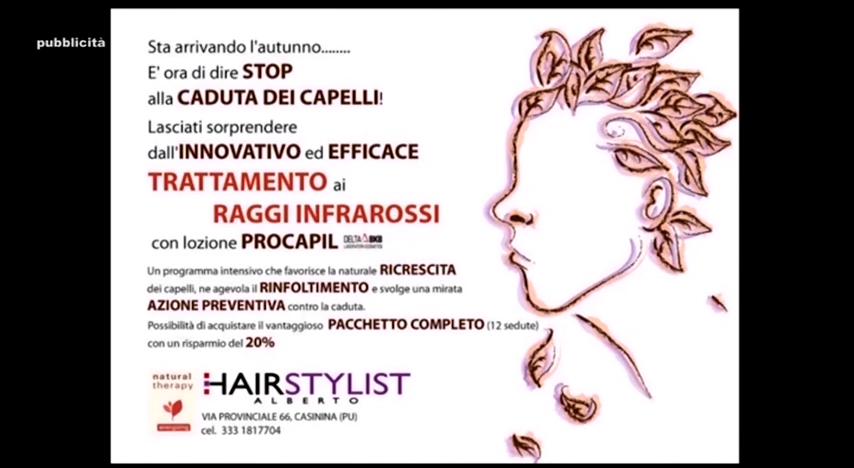 pubblicità
Sta arrivando l'autunno........
E' ora di dire STOP
alla CADUTA DEI CAPELLI!
Lasciati sorprendere
dall'INNOVATIVO ed EFFICACE
TRATTAMENTO ai
RAGGI INFRAROSSI
con lozione PROCAPIL DELTA BKB
Un programma intensivo che favorisce la naturale RICRESCITA
dei capelli, ne agevola il RINFOLTIMENTO e svolge una mirata
AZIONE PREVENTIVA contro la caduta.
Possibilità di acquistare il vantaggioso PACCHETTO COMPLETO (12 sedute)
con un risparmio del 20%
natural
therapy
energizing
HAIRSTYLIST
ALBERTO
VIA PROVINCIALE 66, CASININA (PU)
cel. 333 1817704